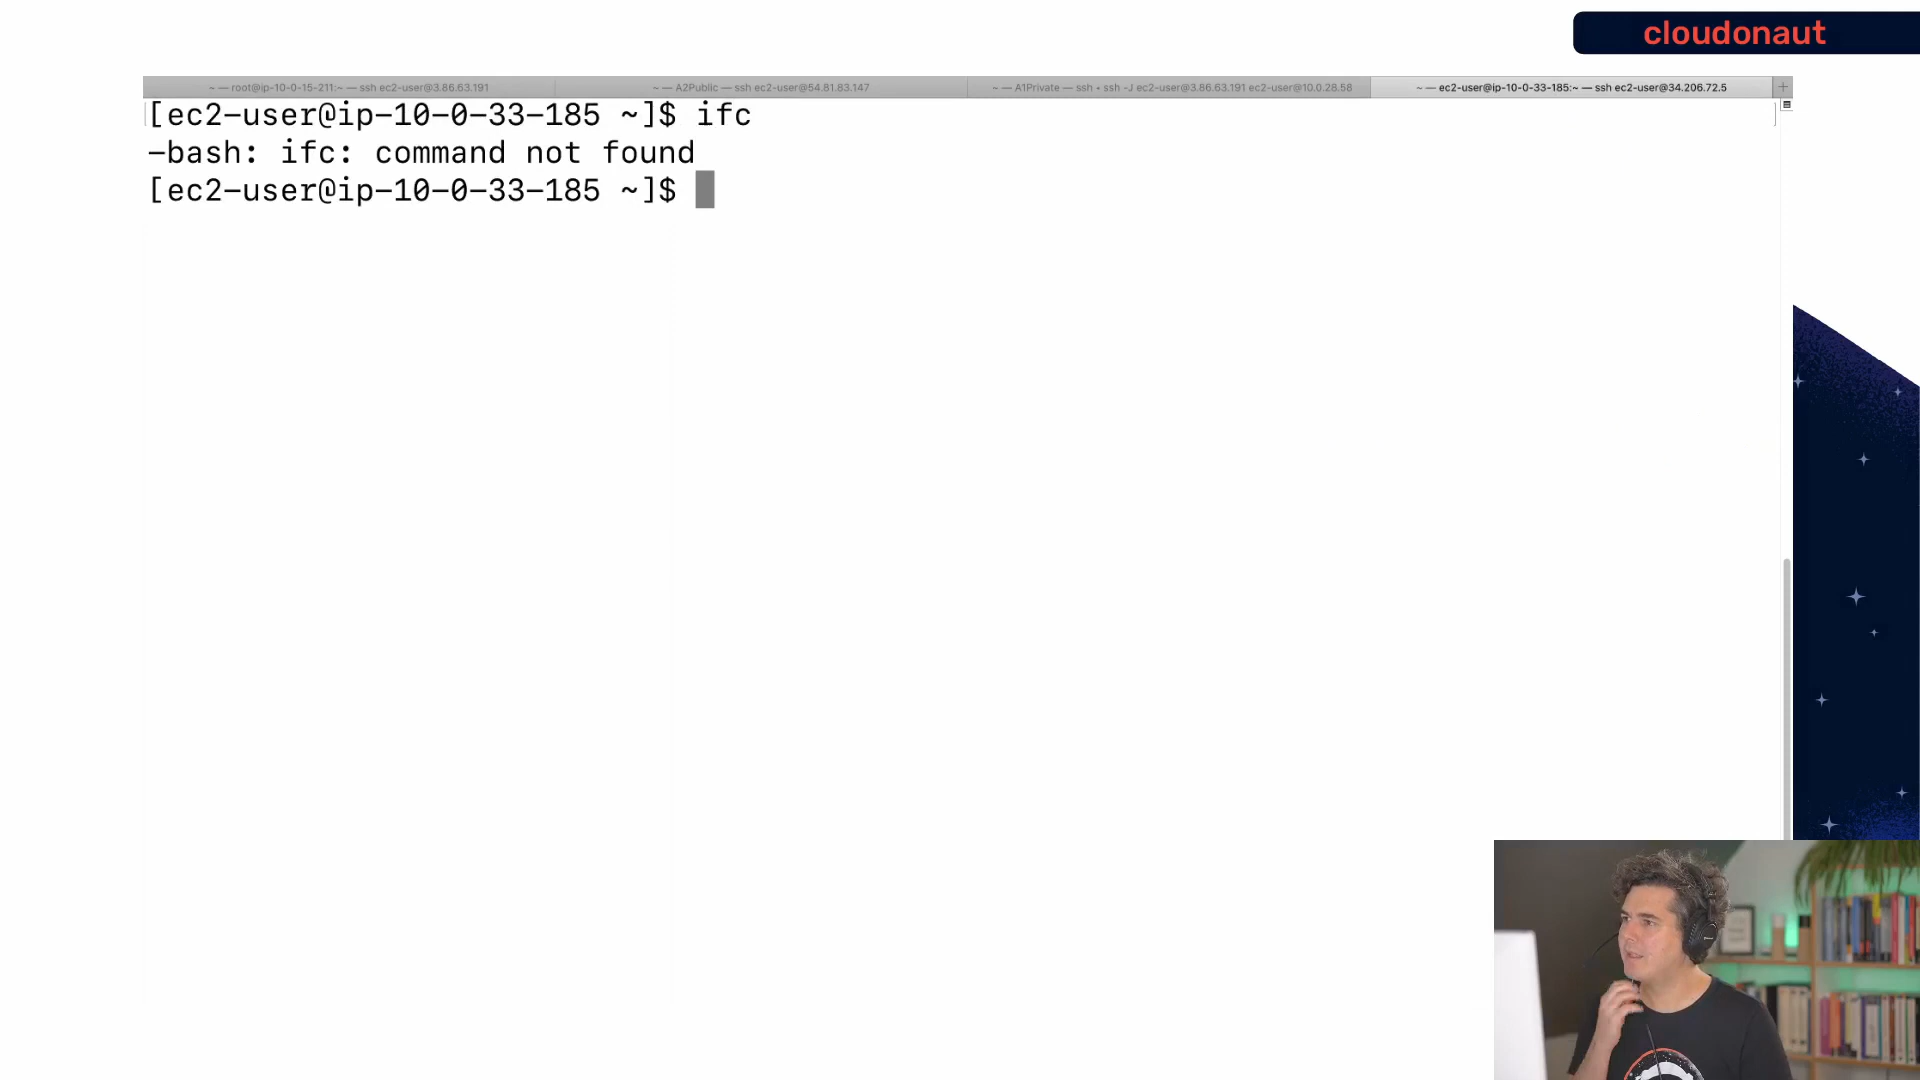 cloudonaut
~ — root@ip-10-0-15-211:~ — ssh ec2-user@3.86.63.191
~ — A2Public — ssh ec2-user@54.81.83.147
~ — A1Private — ssh • ssh -J ec2-user@3.86.63.191 ec2-user@10.0.28.58
~ — ec2-user@ip-10-0-33-185:~ — ssh ec2-user@34.206.72.5
+
[ec2-user@ip-10-0-33-185 ~]$ ifc
-bash: ifc: command not found
[ec2-user@ip-10-0-33-185 ~]$